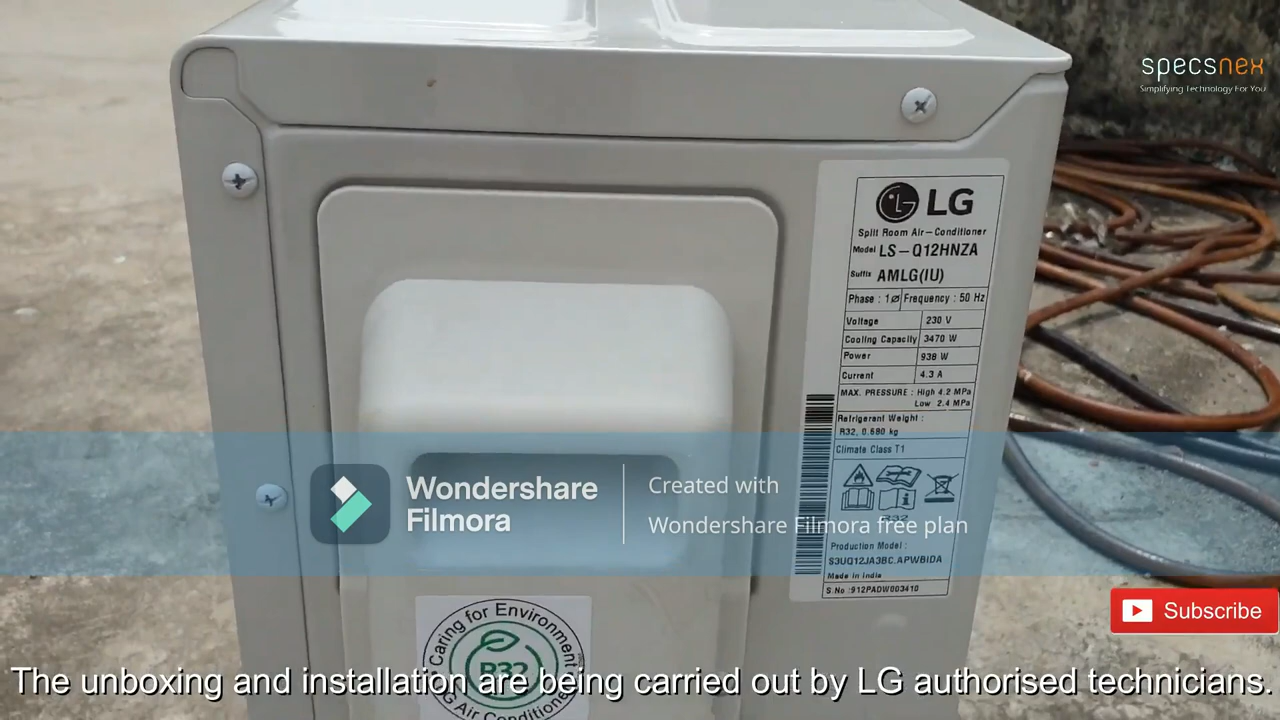 specsnex
Simplifying Technology For You
LG
Split Room Air-Conditioner
Model LS-Q12HNZA
Suffix AMLG(IU)
Phase : 1ø Frequency : 50 Hz
Voltage 230 V
Cooling Capacity 3470 W
Power 938 W
Current 4.3 A
MAX. PRESSURE : High 4.2 MPa
Low 2.4 MPa
Refrigerant Weight :
R32, 0.680 kg
Climate Class T1
R32
Production Model :
S3UQ12JA3BC.APWBIDA
Made in India
S.No :912PADW003410
Wondershare
Filmora
Created with
Wondershare Filmora free plan
Subscribe
Caring for Environment
R32
LG Air Conditioner
The unboxing and installation are being carried out by LG authorised technicians.